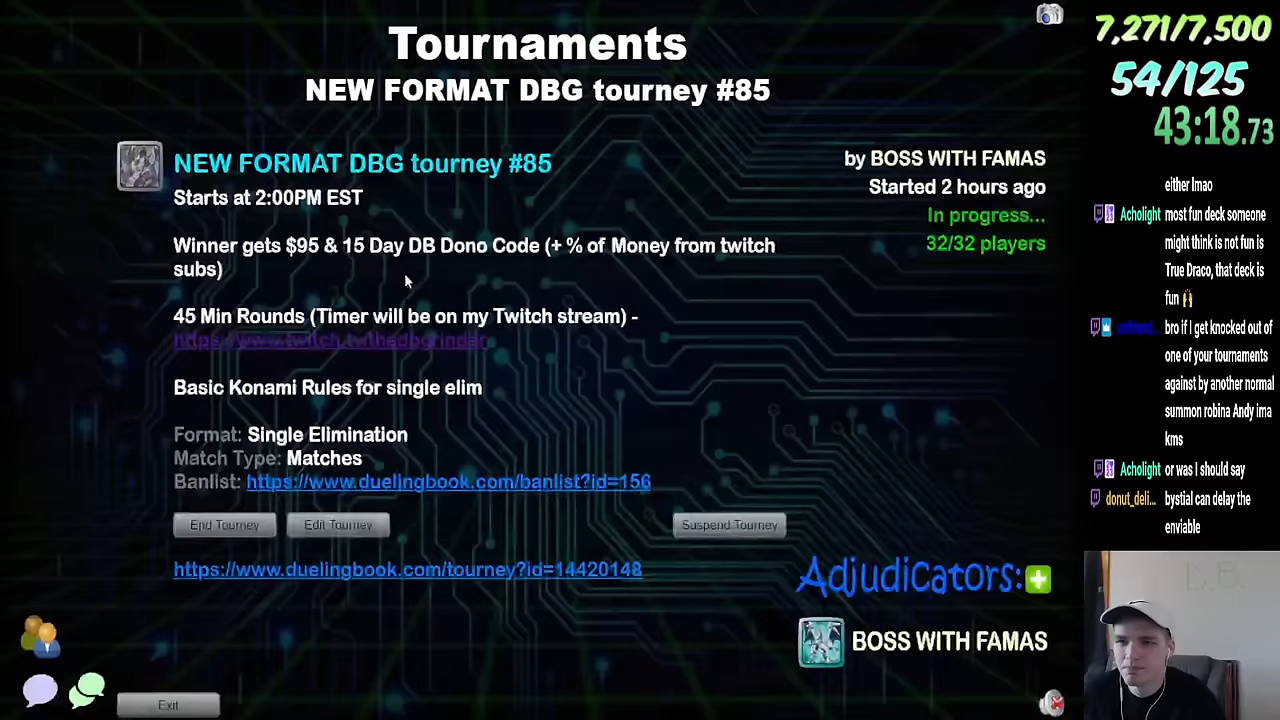 Tournaments
NEW FORMAT DBG tourney #85
NEW FORMAT DBG tourney #85
Starts at 2:00PM EST
Winner gets $95 & 15 Day DB Dono Code (+ % of Money from twitch
subs)
45 Min Rounds (Timer will be on my Twitch stream) -
https://www.twitch.tv/thedbgrinder
Basic Konami Rules for single elim
Format: Single Elimination
Match Type: Matches
Banlist: https://www.duelingbook.com/banlist?id=156
End Tourney
Edit Tourney
Suspend Tourney
https://www.duelingbook.com/tourney?id=14420148
by BOSS WITH FAMAS
Started 2 hours ago
In progress...
32/32 players
Adjudicators:
BOSS WITH FAMAS
Exit
7,271/7,500
54/125
43:18.73
either lmao
Acholight most fun deck someone
might think is not fun is
True Draco, that deck is
fun 🙌
bro if I get knocked out of
one of your tournaments
against by another normal
summon robina Andy ima
kms
Acholight or was I should say
donut_deli... bystial can delay the
enviable
D.B.